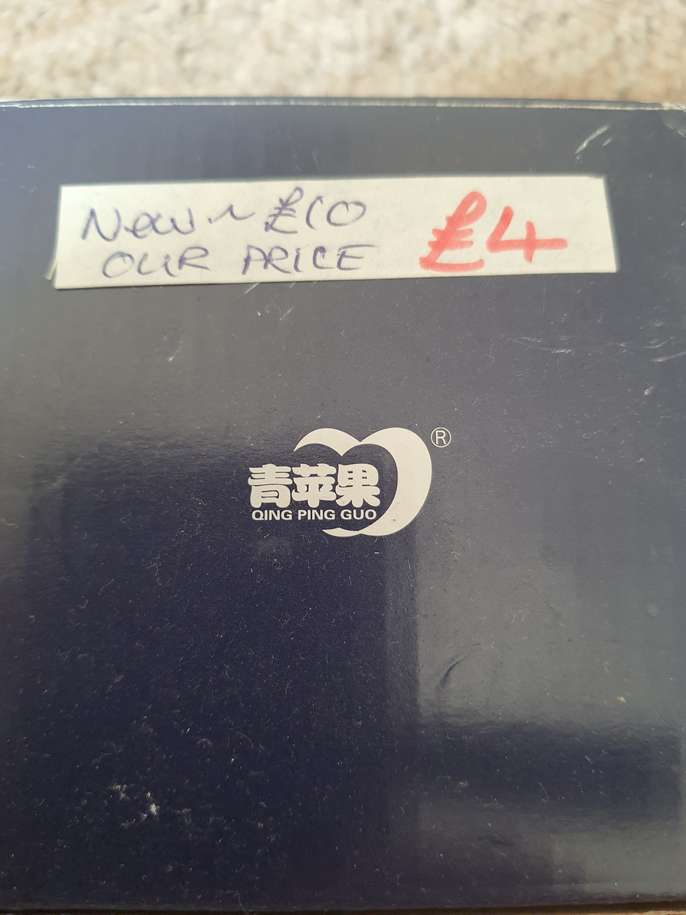 New ~ £10
OUR PRICE £4
®
青苹果
QING PING GUO